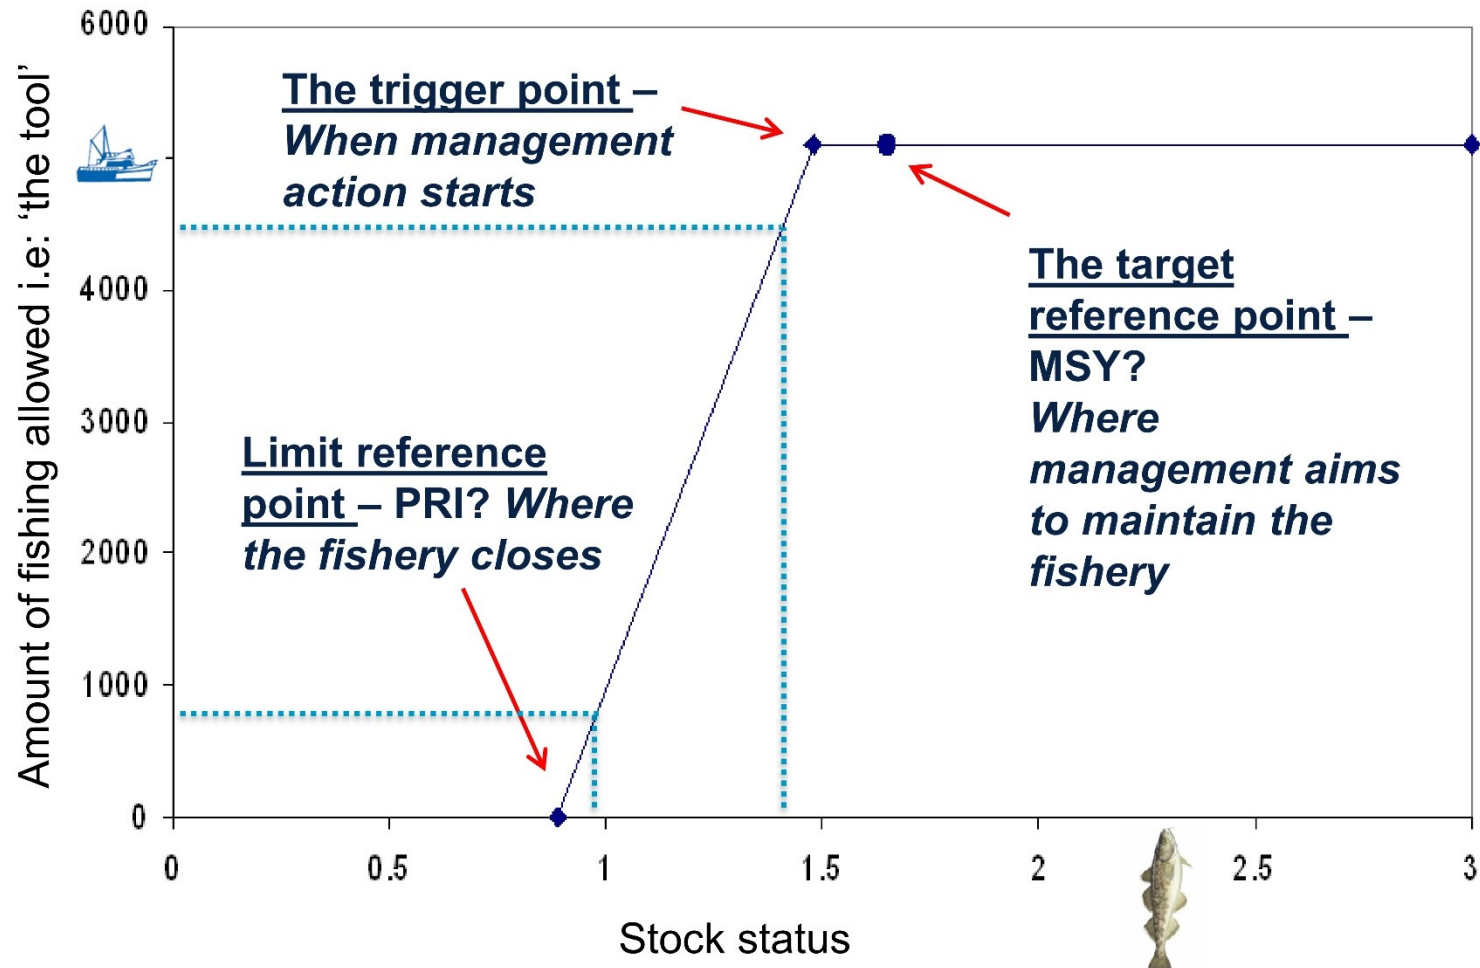 6000
4000
3000
2000
1000
0
Amount of fishing allowed i.e: ‘the tool’
The trigger point –
When management
action starts
The target
reference point –
MSY?
Where
management aims
to maintain the
fishery
Limit reference
point – PRI? Where
the fishery closes
0 0.5 1 1.5 2 2.5 3
Stock status